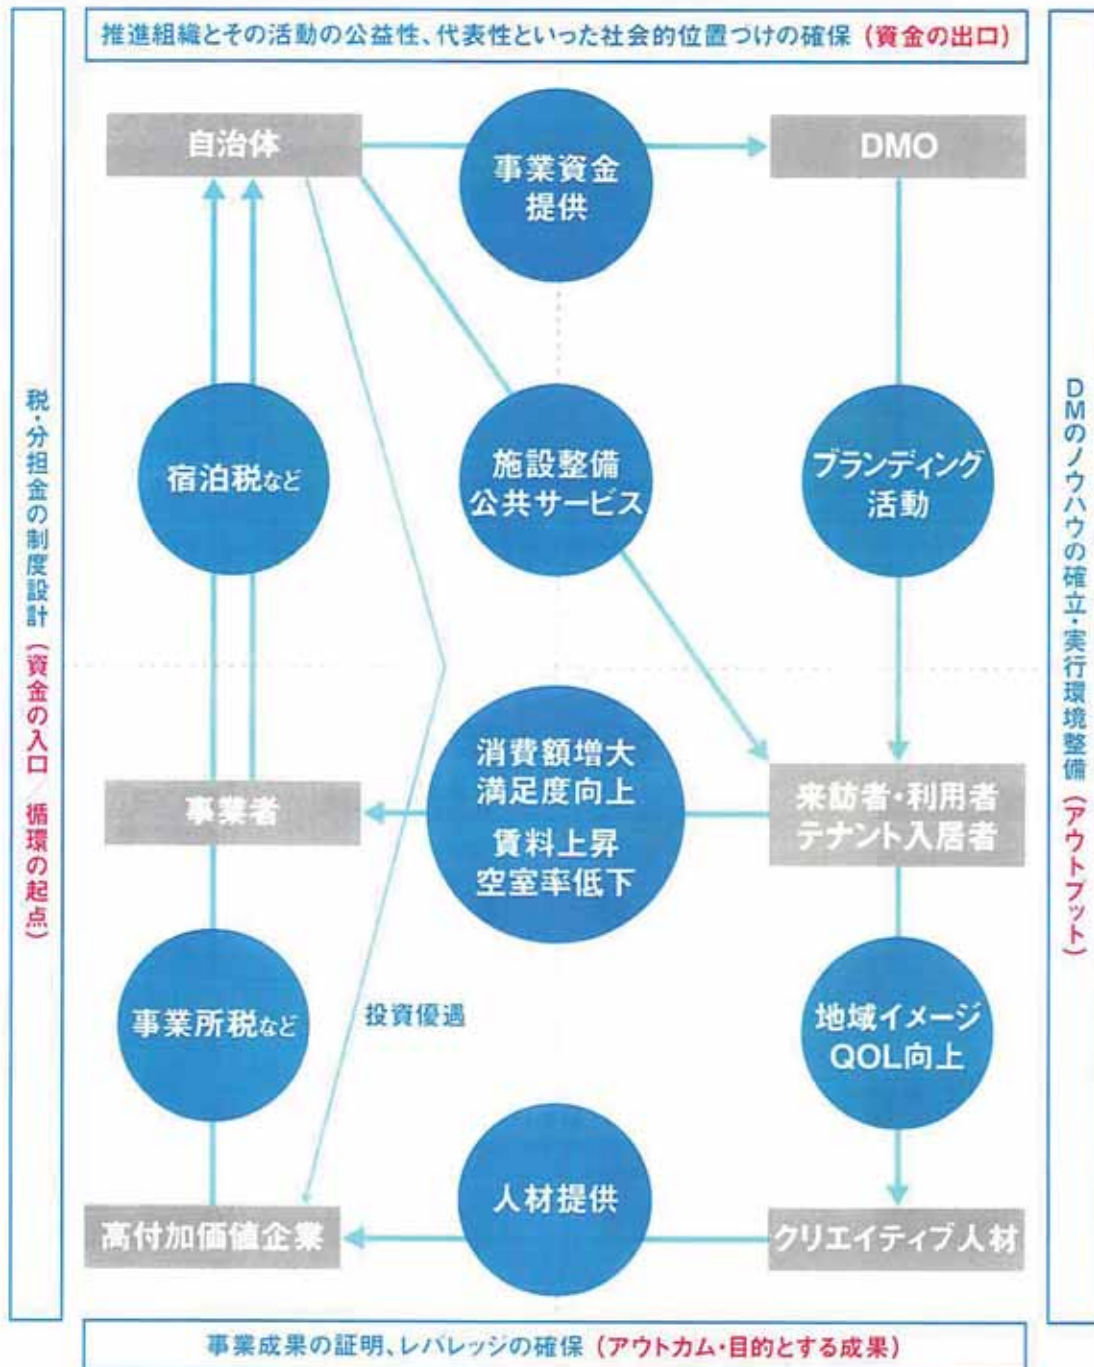 推進組織とその活動の公益性、代表性といった社会的位置づけの確保(資金の出口)
自治体
事業資金
提供
DMO
税・分担金の制度設計(資金の入口/循環の起点)
宿泊税など
施設整備
公共サービス
ブランディング
活動
DMのノウハウの確立・実行環境整備(アウトプット)
事業者
消費額増大
満足度向上
賃料上昇
空室率低下
来訪者・利用者
テナント入居者
事業所税など
投資優遇
地域イメージ
QOL向上
高付加価値企業
人材提供
クリエイティブ人材
事業成果の証明、レバレッジの確保(アウトカム・目的とする成果)